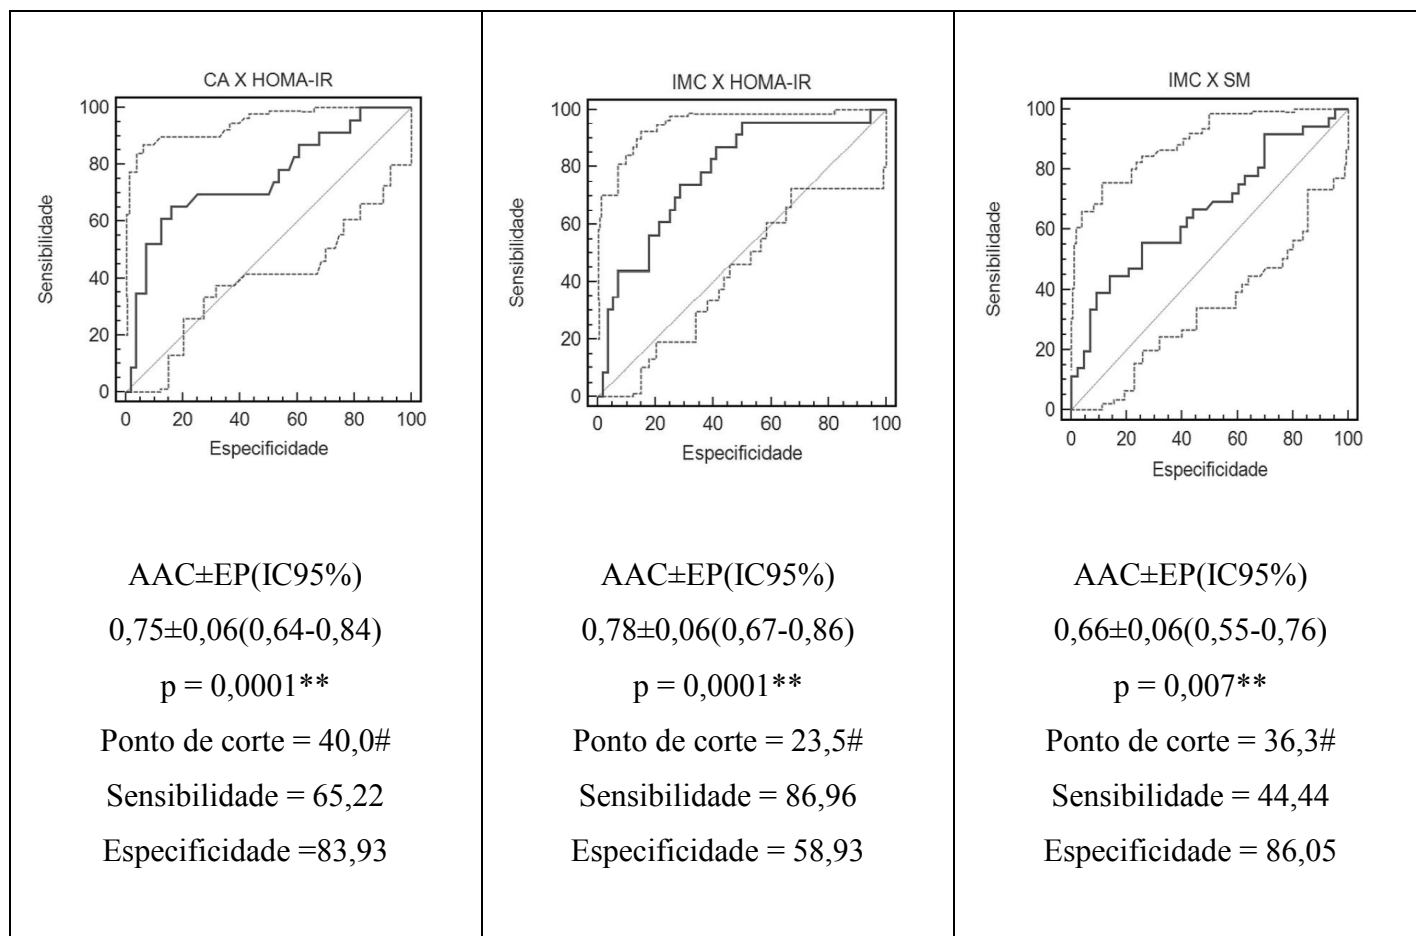 CA X HOMA-IR
100
80
60
40
20
0
Sensibilidade
0 20 40 60 80 100
Especificidade
AAC±EP(IC95%)
0,75±0,06(0,64-0,84)
p = 0,0001**
Ponto de corte = 40,0#
Sensibilidade = 65,22
Especificidade =83,93
IMC X HOMA-IR
100
80
60
40
20
0
Sensibilidade
0 20 40 60 80 100
Especificidade
AAC±EP(IC95%)
0,78±0,06(0,67-0,86)
p = 0,0001**
Ponto de corte = 23,5#
Sensibilidade = 86,96
Especificidade = 58,93
IMC X SM
100
80
60
40
20
0
Sensibilidade
0 20 40 60 80 100
Especificidade
AAC±EP(IC95%)
0,66±0,06(0,55-0,76)
p = 0,007**
Ponto de corte = 36,3#
Sensibilidade = 44,44
Especificidade = 86,05